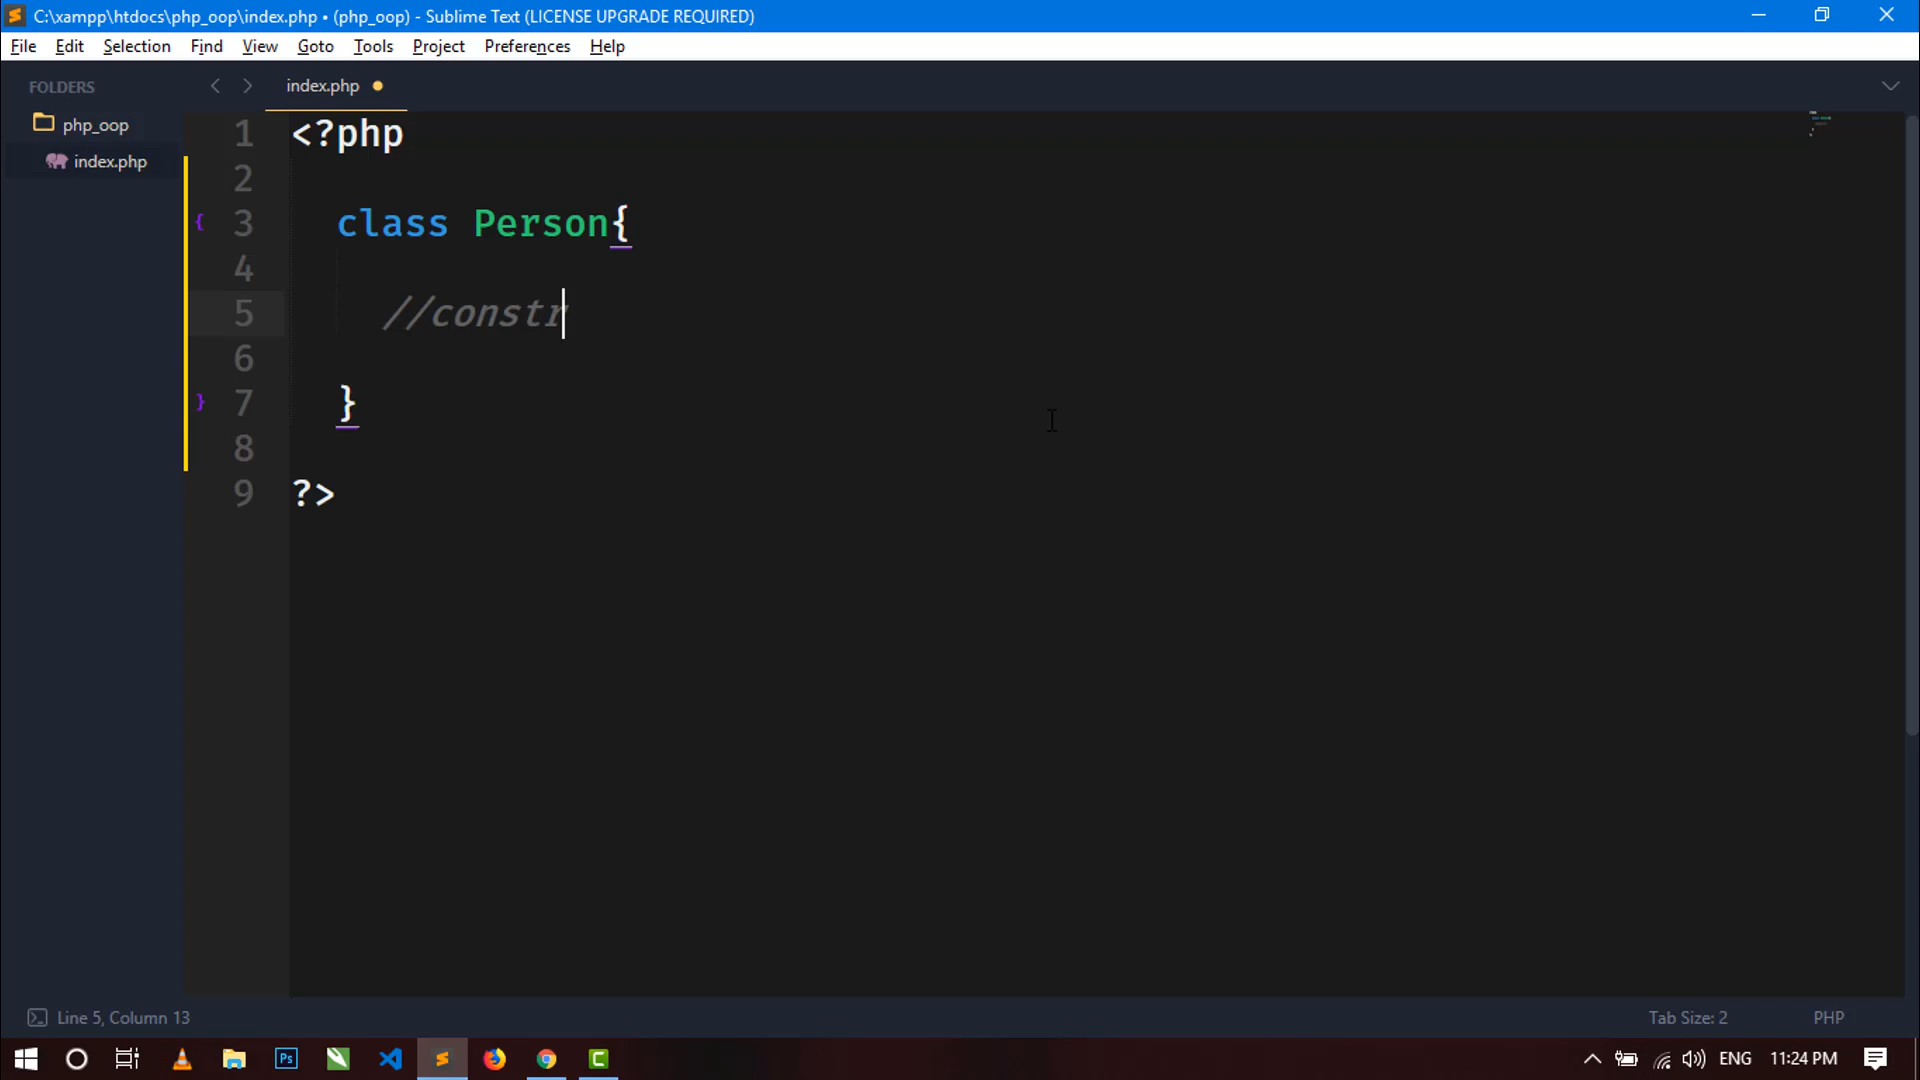 C:\xampp\htdocs\php_oop\index.php • (php_oop) - Sublime Text (LICENSE UPGRADE REQUIRED)
File Edit Selection Find View Goto Tools Project Preferences Help
FOLDERS
php_oop
index.php
index.php
1 <?php
2
{ 3 class Person{
4
5 //constr
6
} 7 }
8
9 ?>
Line 5, Column 13
Tab Size: 2
PHP
Ps
C
ENG
11:24 PM